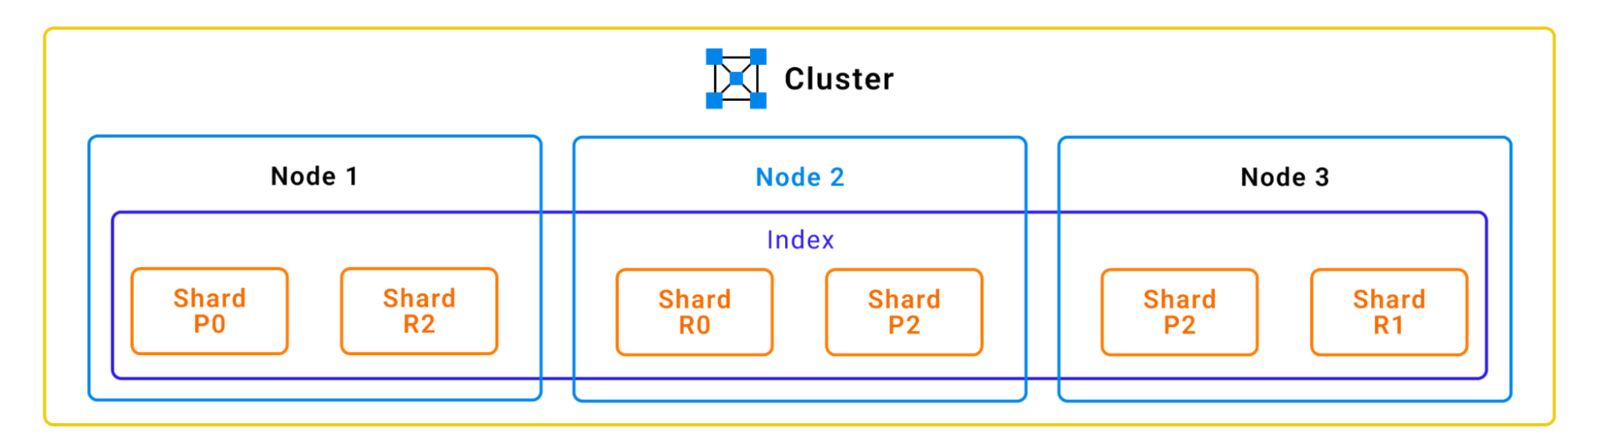 Cluster
Node 1
Node 2
Node 3
Index
Shard
P0
Shard
R2
Shard
R0
Shard
P2
Shard
P2
Shard
R1